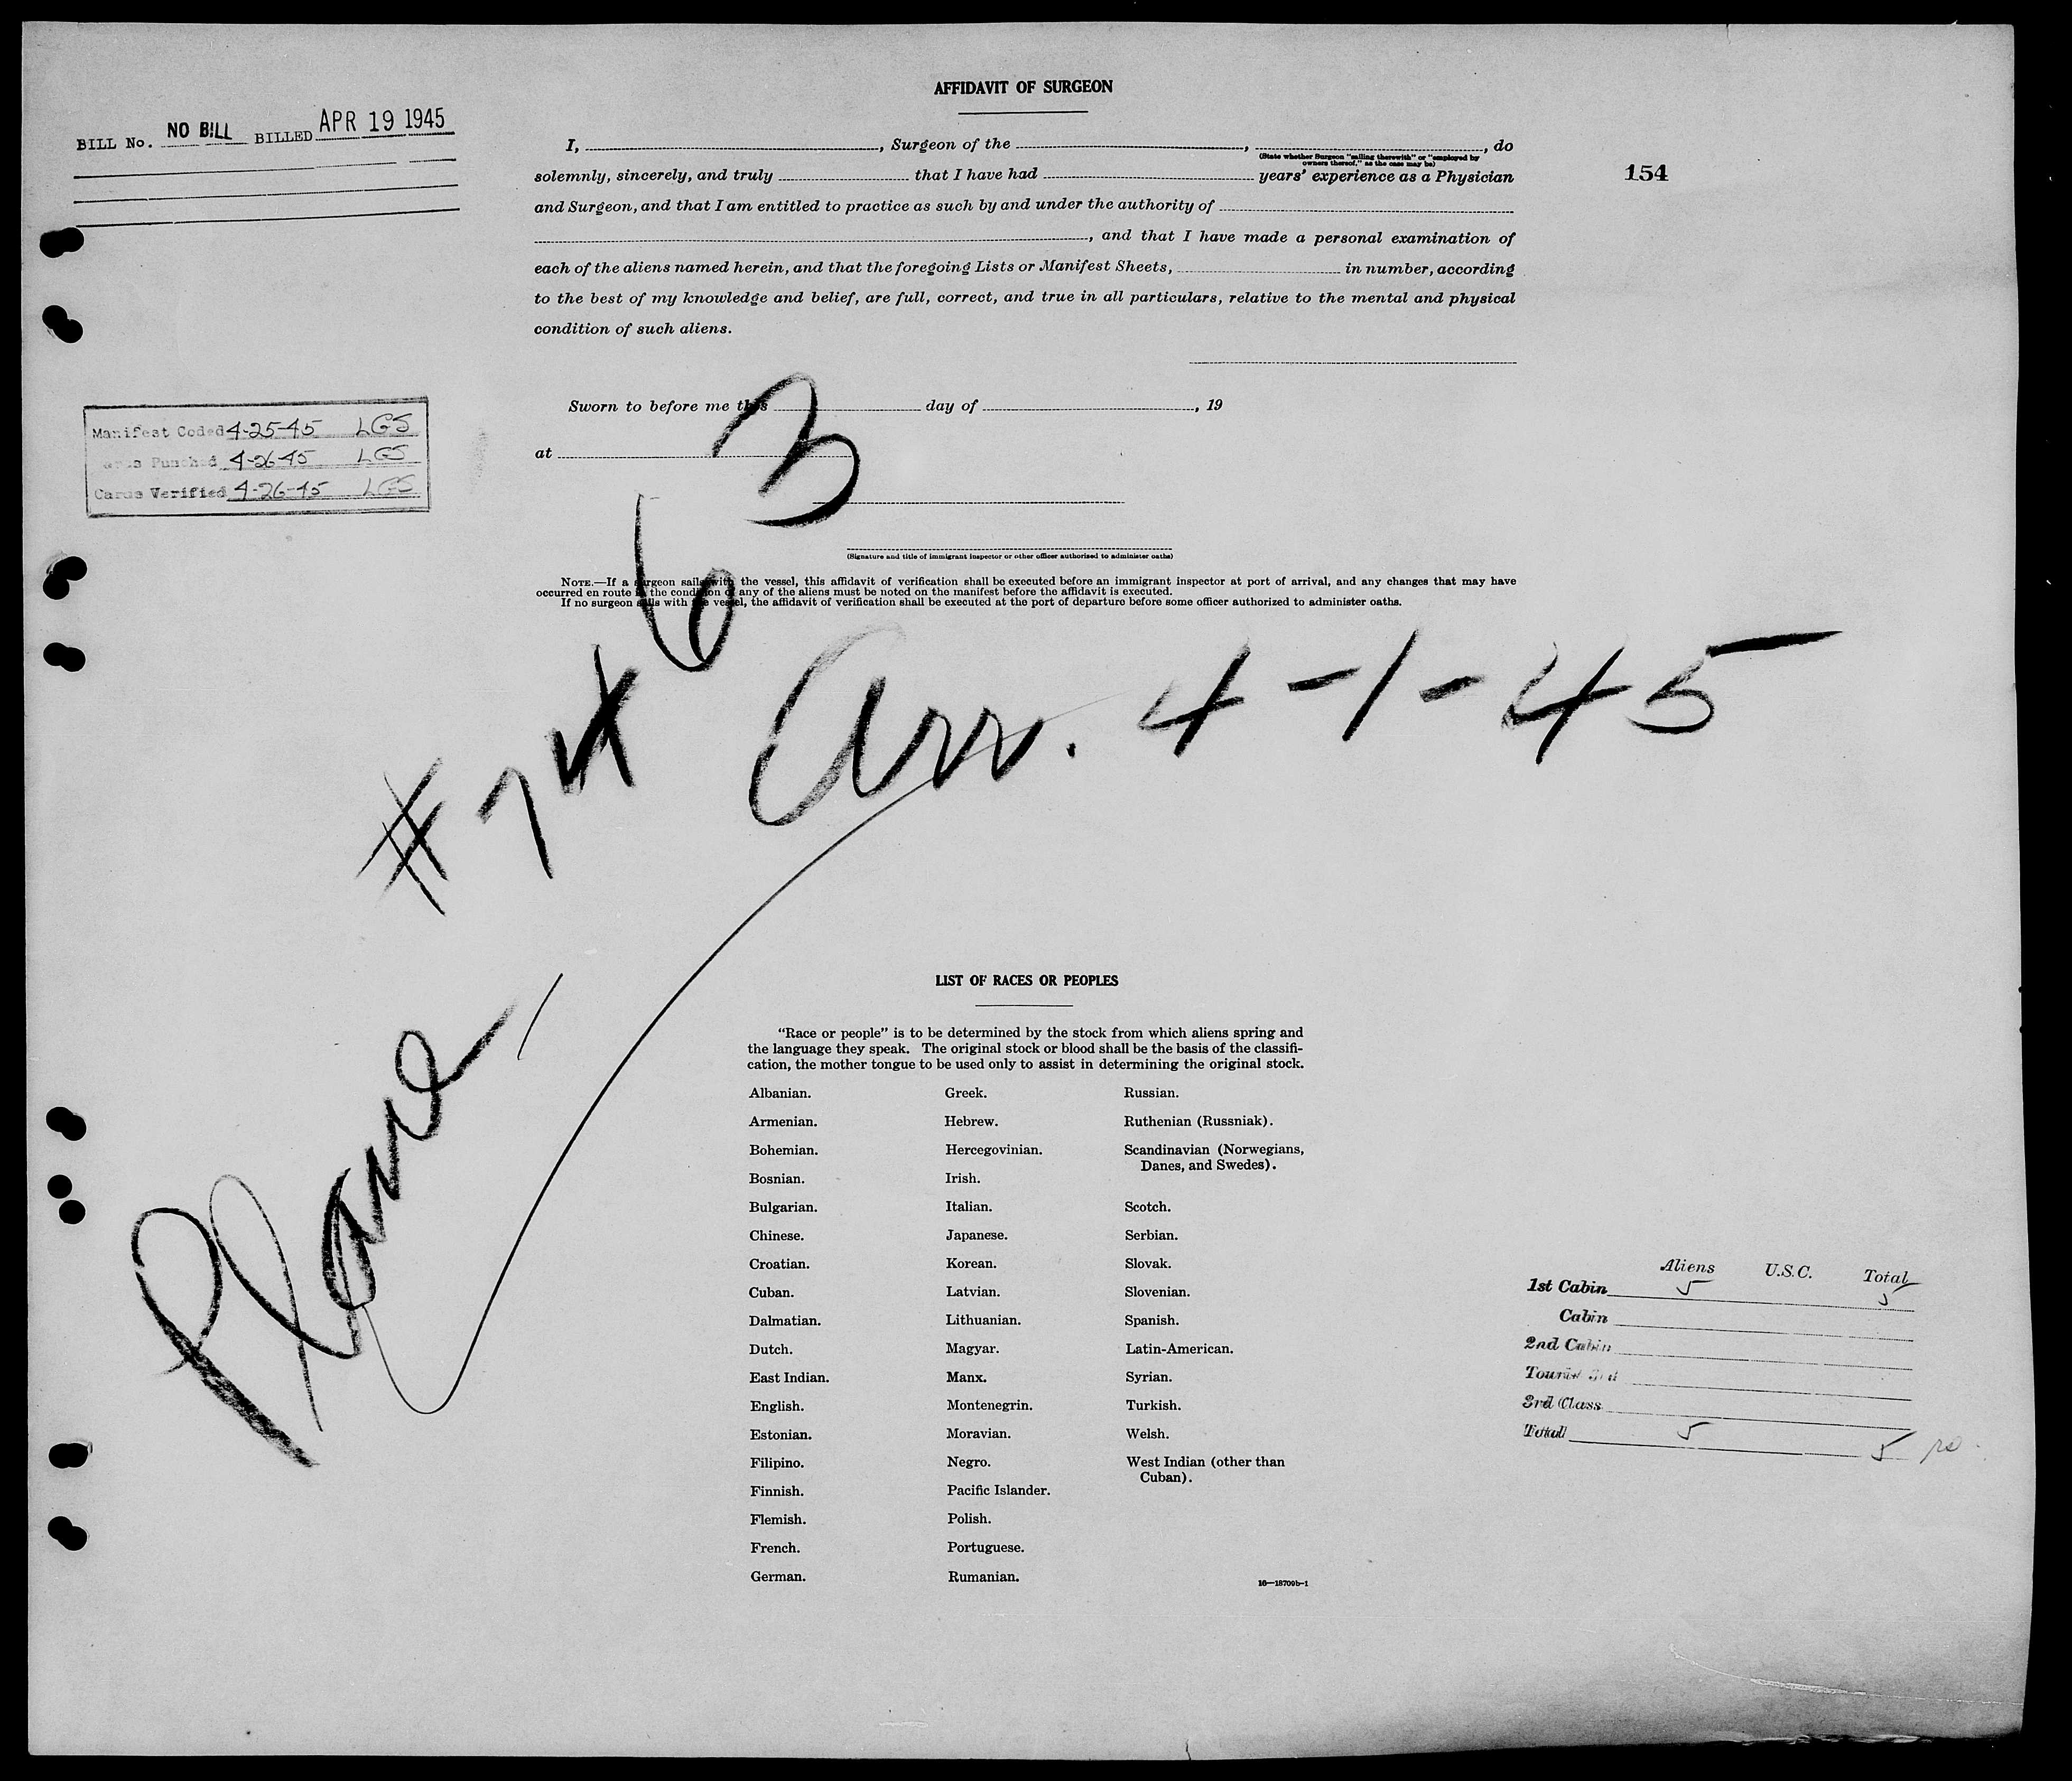 AFFIDAVIT OF SURGEON
BILL No. NO BILL BILLED APR 19 1945
I, , Surgeon of the , , do
(State whether Surgeon "sailing therewith" or "employed by
owners thereof," as the case may be)
solemnly, sincerely, and truly that I have had years' experience as a Physician
154
and Surgeon, and that I am entitled to practice as such by and under the authority of
, and that I have made a personal examination of
each of the aliens named herein, and that the foregoing Lists or Manifest Sheets, in number, according
to the best of my knowledge and belief, are full, correct, and true in all particulars, relative to the mental and physical
condition of such aliens.
Sworn to before me this day of , 19
at
Manifest Coded 4-25-45 LGS
Punched 4-26-45 LGS
Cards Verified 4-26-45 LGS
(Signature and title of immigrant inspector or other officer authorized to administer oaths)
NOTE.—If a surgeon sails with the vessel, this affidavit of verification shall be executed before an immigrant inspector at port of arrival, and any changes that may have
occurred en route in the condition of any of the aliens must be noted on the manifest before the affidavit is executed.
If no surgeon sails with the vessel, the affidavit of verification shall be executed at the port of departure before some officer authorized to administer oaths.
Plane
Arr. 4-1-45
LIST OF RACES OR PEOPLES
"Race or people" is to be determined by the stock from which aliens spring and
the language they speak. The original stock or blood shall be the basis of the classifi-
cation, the mother tongue to be used only to assist in determining the original stock.
Albanian. Greek. Russian.
Armenian. Hebrew. Ruthenian (Russniak).
Bohemian. Hercegovinian. Scandinavian (Norwegians,
Danes, and Swedes).
Bosnian. Irish.
Bulgarian. Italian. Scotch.
Chinese. Japanese. Serbian.
Croatian. Korean. Slovak.
Cuban. Latvian. Slovenian.
Dalmatian. Lithuanian. Spanish.
Dutch. Magyar. Latin-American.
East Indian. Manx. Syrian.
English. Montenegrin. Turkish.
Estonian. Moravian. Welsh.
Filipino. Negro. West Indian (other than
Cuban).
Finnish. Pacific Islander.
Flemish. Polish.
French. Portuguese.
German. Rumanian.
16—18709b-1
Aliens U.S.C. Total
1st Cabin 5 5
Cabin
2nd Cabin
Tourist 3rd
3rd Class
Total 5 5